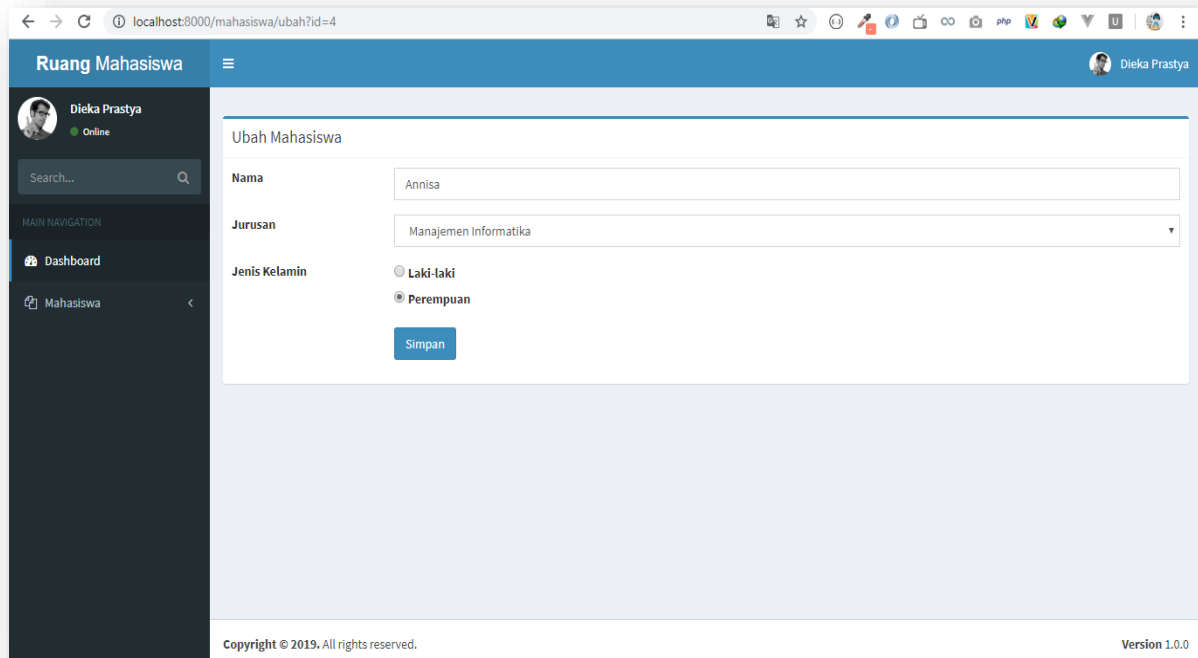 localhost:8000/mahasiswa/ubah?id=4
php
U
Ruang Mahasiswa
Dieka Prastya
Dieka Prastya
Online
Search...
MAIN NAVIGATION
Dashboard
Mahasiswa
Ubah Mahasiswa
Nama
Annisa
Jurusan
Manajemen Informatika
Jenis Kelamin
Laki-laki
Perempuan
Simpan
Copyright © 2019. All rights reserved.
Version 1.0.0